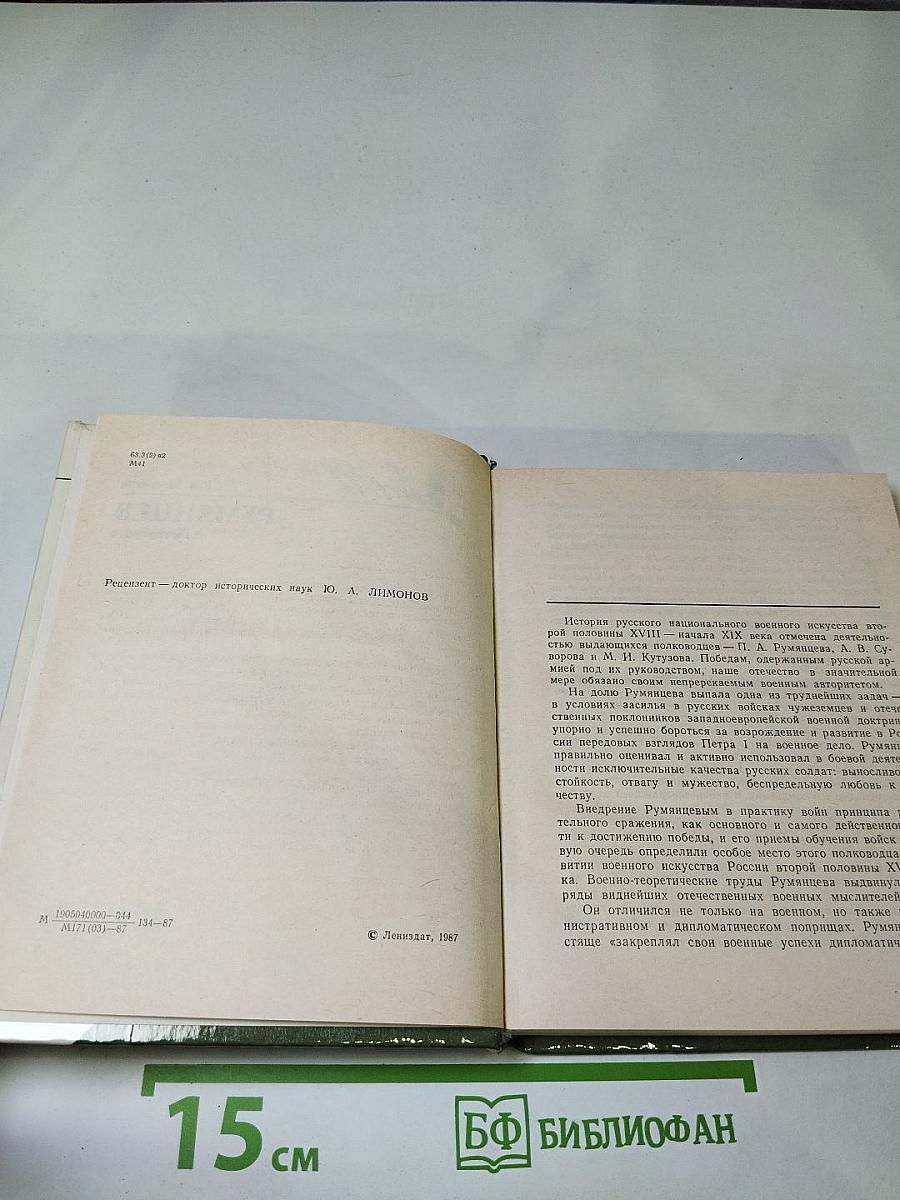 63.3(2)я2
М41
Рецензент — доктор исторических наук Ю. А. ЛИМОНОВ
М 1905040000—044 134—87
М171(03)—87
© Лениздат, 1987
История русского национального военного искусства вто-
рой половины XVIII — начала XIX века отмечена деятельно-
стью выдающихся полководцев — П. А. Румянцева, А. В. Су-
ворова и М. И. Кутузова. Победам, одержанным русской ар-
мией под их руководством, наше отечество в значительной
мере обязано своим непререкаемым военным авторитетом.
На долю Румянцева выпала одна из труднейших задач —
в условиях засилья в русских войсках чужеземцев и отече
ственных поклонников западноевропейской военной доктрин
упорно и успешно бороться за возрождение и развитие в Ро
сии передовых взглядов Петра I на военное дело. Румян
правильно оценивал и активно использовал в боевой деяте
ности исключительные качества русских солдат: выносливо
стойкость, отвагу и мужество, беспредельную любовь к
честву.
Внедрение Румянцевым в практику войн принципа
тельного сражения, как основного и самого действенно
ти к достижению победы, и его приемы обучения войск
вую очередь определили особое место этого полководца
витии военного искусства России второй половины XV
ка. Военно-теоретические труды Румянцева выдвинул
ряды виднейших отечественных военных мыслителей
Он отличился не только на военном, но также
нистративном и дипломатическом поприщах. Румян
стяще «закреплял свои военные успехи дипломатич
15 см
БФ БИБЛИОФАН